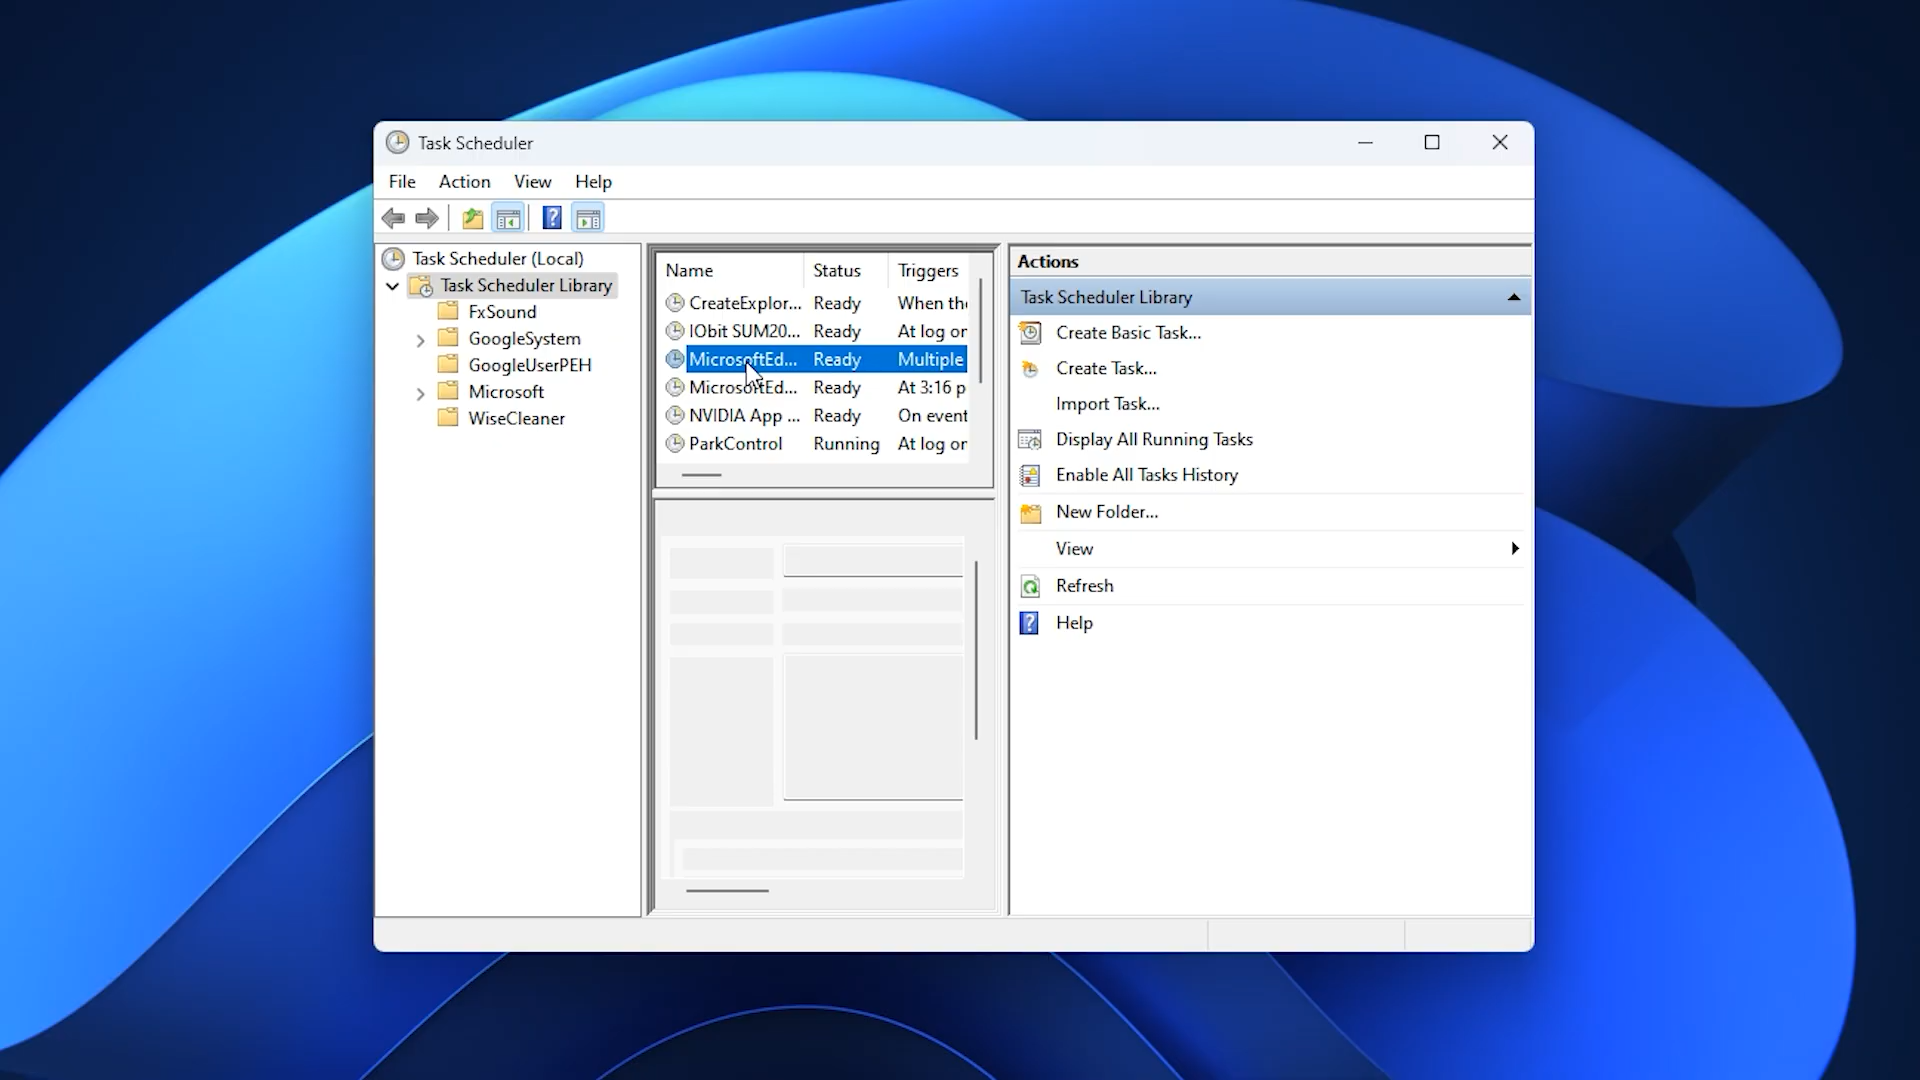 Task Scheduler
File Action View Help
Task Scheduler (Local)
Task Scheduler Library
FxSound
GoogleSystem
GoogleUserPEH
Microsoft
WiseCleaner
Name Status Triggers
CreateExplor... Ready When the
IObit SUM20... Ready At log on
MicrosoftEd... Ready Multiple
MicrosoftEd... Ready At 3:16 p
NVIDIA App ... Ready On event
ParkControl Running At log on
Actions
Task Scheduler Library
Create Basic Task...
Create Task...
Import Task...
Display All Running Tasks
Enable All Tasks History
New Folder...
View
Refresh
Help